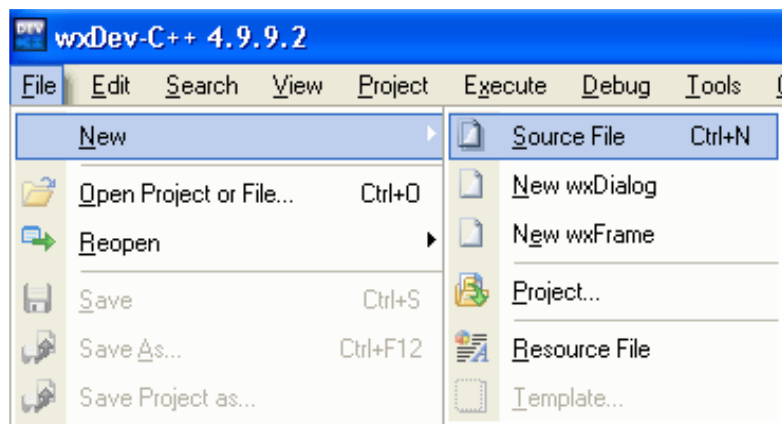 wxDev-C++ 4.9.9.2
File Edit Search View Project Execute Debug Tools
New
Open Project or File... Ctrl+O
Reopen
Save Ctrl+S
Save As... Ctrl+F12
Save Project as...
Source File Ctrl+N
New wxDialog
New wxFrame
Project...
Resource File
Template...